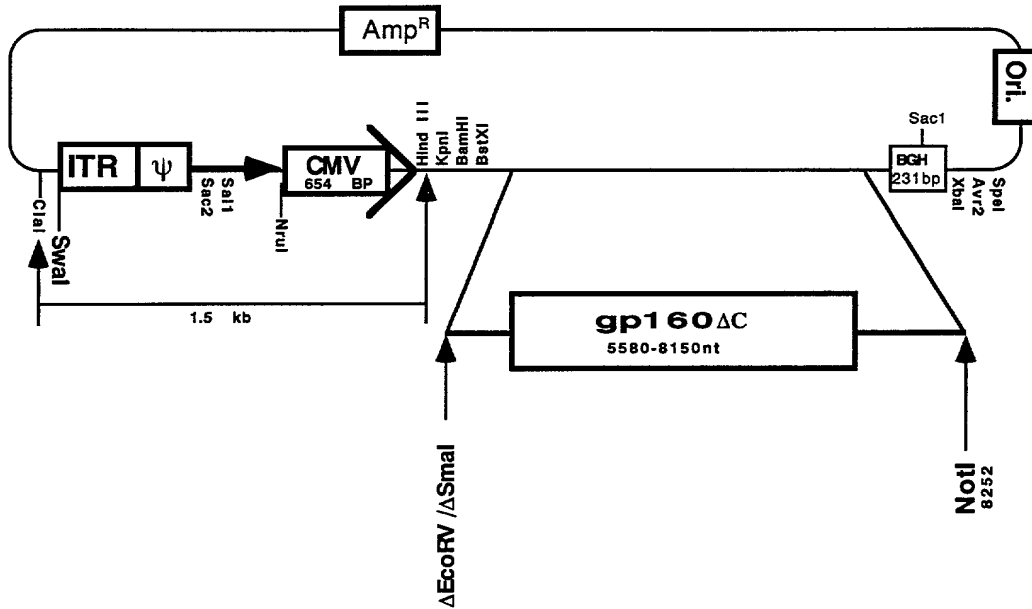 Amp^R
Ori.
Sac1
Hind III
KpnI
BamHI
BstXI
ITR
ψ
CMV
654 BP
BGH
231bp
ClaI
SwaI
Sac2
Sal1
NruI
XbaI
Avr2
SpeI
1.5 kb
gp160ΔC
5580-8150nt
ΔEcoRV /ΔSmaI
NotI
8252